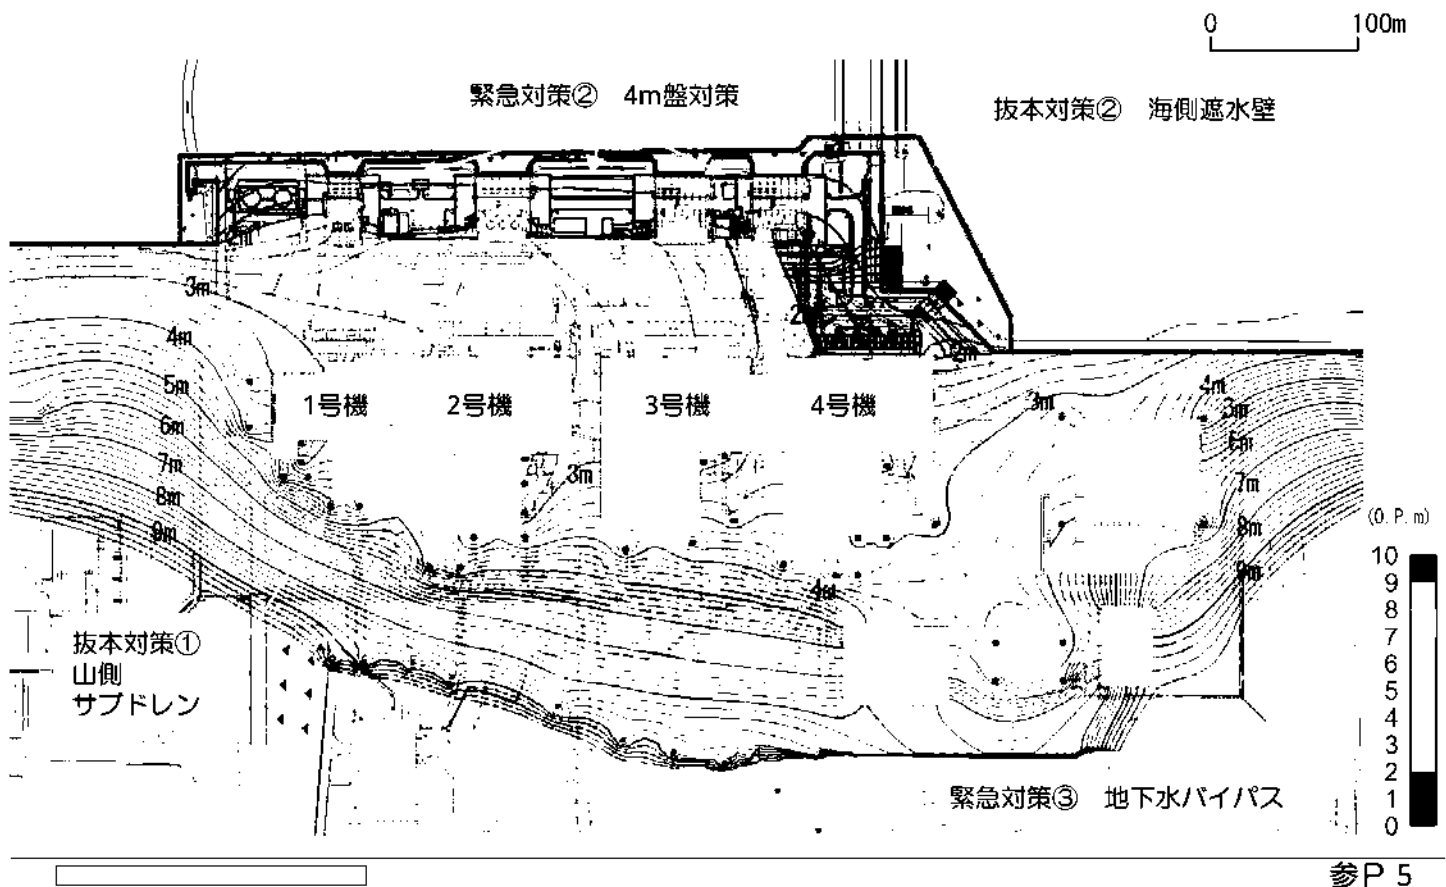 0 100m
緊急対策② 4m盤対策
抜本対策② 海側遮水壁
3m
4m
5m
6m
7m
8m
9m
1号機 2号機 3号機 4号機
3m
2m
3m
4m
4m
6m
7m
8m
9m
抜本対策①
山側
サブドレン
緊急対策③ 地下水バイパス
(O.P.m)
10
9
8
7
6
5
4
3
2
1
0
参P 5